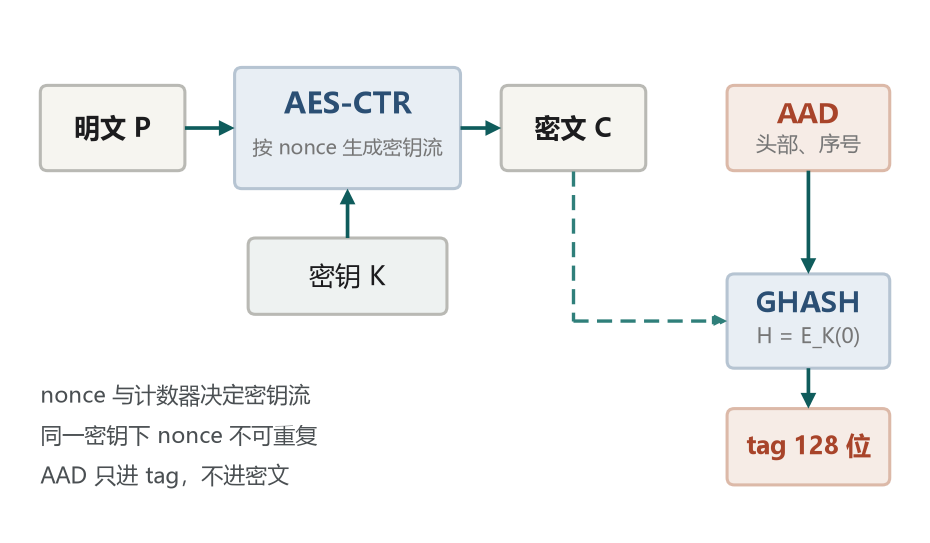 明文 P
AES-CTR
按 nonce 生成密钥流
密文 C
AAD
头部、序号
密钥 K
GHASH
H = E_K(0)
nonce 与计数器决定密钥流
同一密钥下 nonce 不可重复
AAD 只进 tag，不进密文
tag 128 位